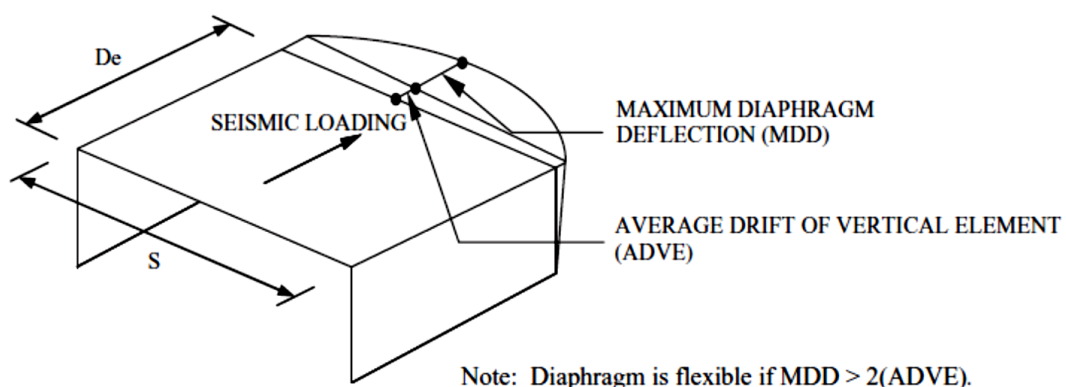 De
SEISMIC LOADING
S
MAXIMUM DIAPHRAGM
DEFLECTION (MDD)
AVERAGE DRIFT OF VERTICAL ELEMENT
(ADVE)
Note: Diaphragm is flexible if MDD > 2(ADVE).